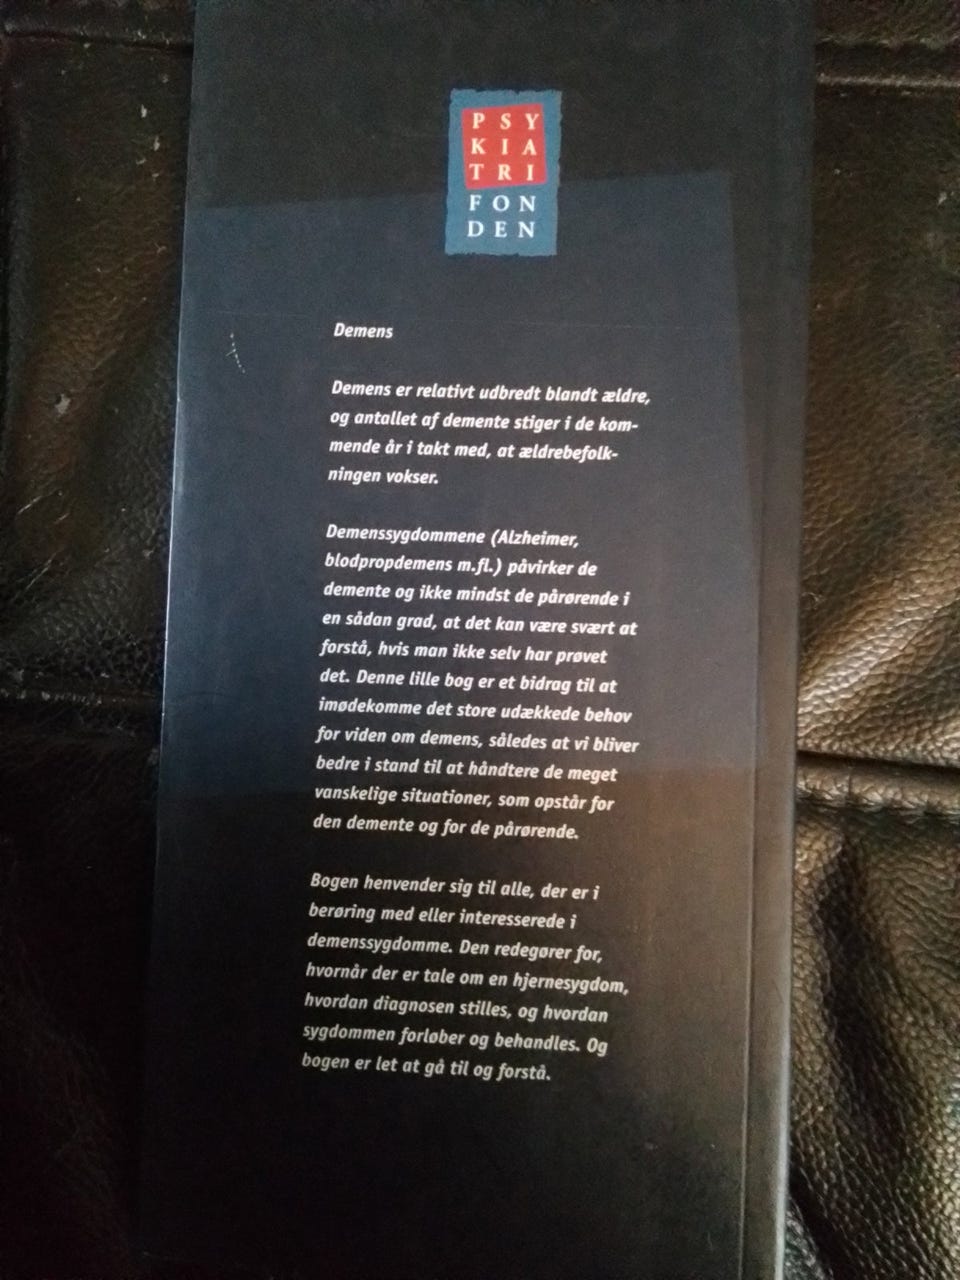 PSY
KIA
TRI
FON
DEN
Demens
Demens er relativt udbredt blandt ældre,
og antallet af demente stiger i de kom-
mende år i takt med, at ældrebefolk-
ningen vokser.
Demenssygdommene (Alzheimer,
blodpropdemens m.fl.) påvirker de
demente og ikke mindst de pårørende i
en sådan grad, at det kan være svært at
forstå, hvis man ikke selv har prøvet
det. Denne lille bog er et bidrag til at
imødekomme det store udækkede behov
for viden om demens, således at vi bliver
bedre i stand til at håndtere de meget
vanskelige situationer, som opstår for
den demente og for de pårørende.
Bogen henvender sig til alle, der er i
berøring med eller interesserede i
demenssygdomme. Den redegører for,
hvornår der er tale om en hjernesygdom,
hvordan diagnosen stilles, og hvordan
sygdommen forløber og behandles. Og
bogen er let at gå til og forstå.